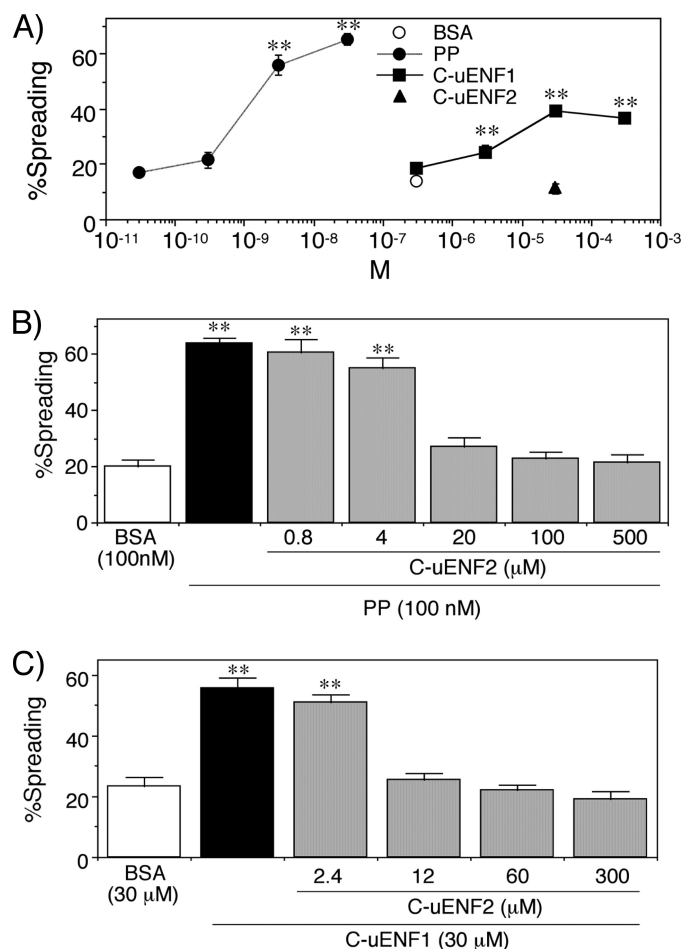 A)
%Spreading
60
40
20
0
** ** ** ** **
BSA
PP
C-uENF1
C-uENF2
10-11 10-10 10-9 10-8 10-7 10-6 10-5 10-4 10-3
M
B)
%Spreading
60
40
20
0
** ** **
BSA (100nM)
0.8 4 20 100 500
C-uENF2 (μM)
PP (100 nM)
C)
%Spreading
60
40
20
0
** **
BSA (30 μM)
2.4 12 60 300
C-uENF2 (μM)
C-uENF1 (30 μM)